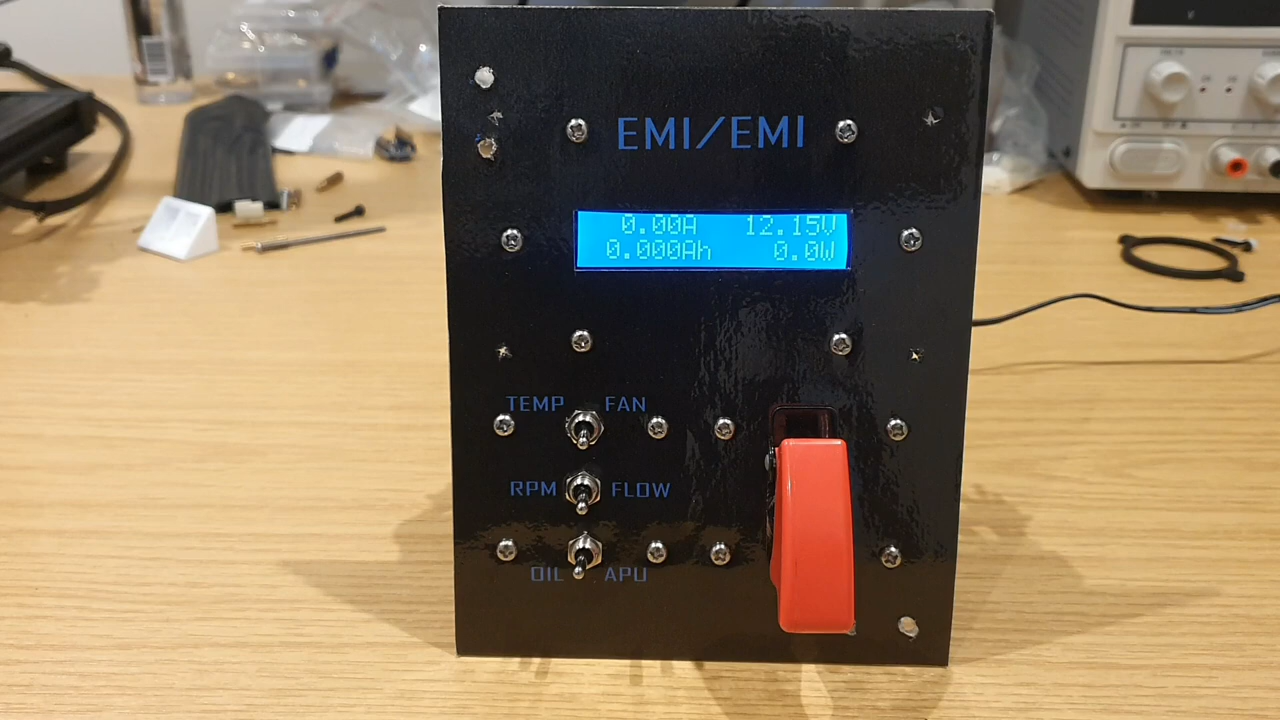 EMI/EMI
0.00A 12.15V
0.000Ah 0.0W
TEMP FAN
RPM FLOW
OIL APU
V